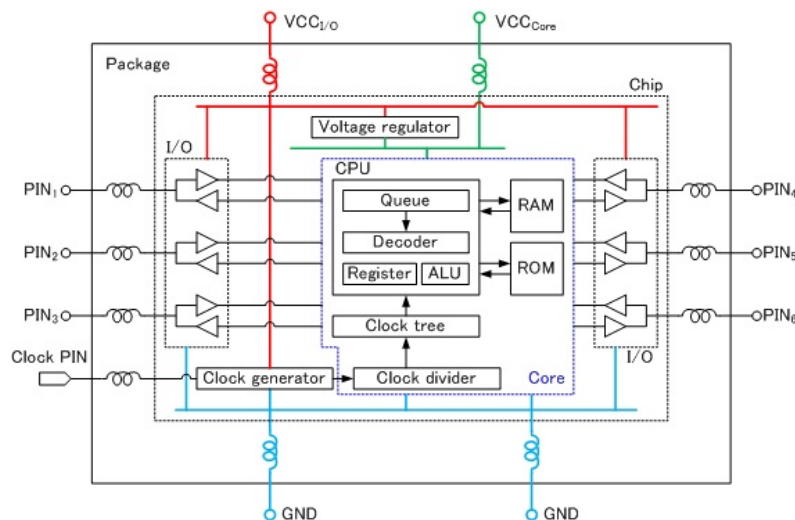 VCCI/O
VCCCore
Package
Chip
Voltage regulator
I/O
CPU
PIN1
Queue
RAM
PIN4
PIN2
Decoder
PIN5
Register
ALU
ROM
PIN3
Clock tree
PIN6
Clock PIN
I/O
Clock generator
Clock divider
Core
GND
GND